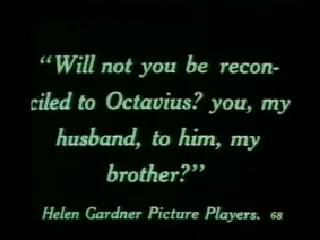 "Will not you be recon-
ciled to Octavius? you, my
husband, to him, my
brother?"
Helen Gardner Picture Players. 68